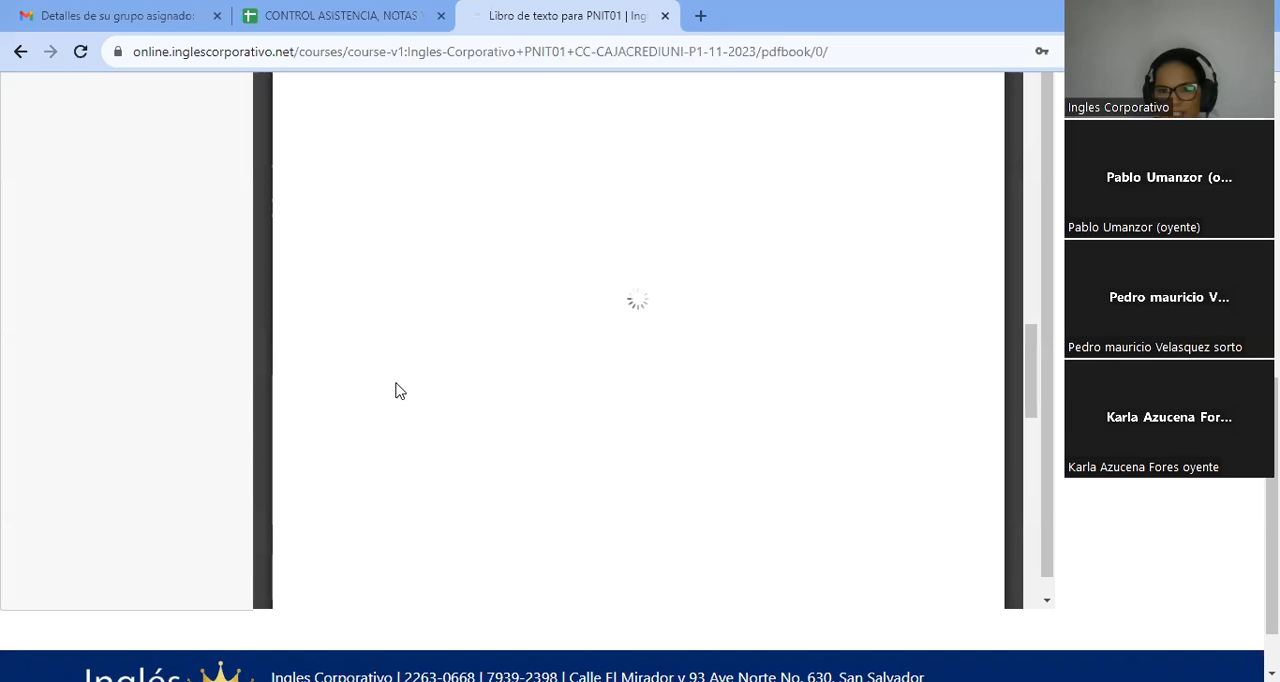 Detalles de su grupo asignado:
CONTROL ASISTENCIA, NOTAS
Libro de texto para PNIT01 | Ing
online.inglescorporativo.net/courses/course-v1:Ingles-Corporativo+PNIT01+CC-CAJACREDIUNI-P1-11-2023/pdfbook/0/
Ingles Corporativo
Pablo Umanzor (o...
Pablo Umanzor (oyente)
Pedro mauricio V...
Pedro mauricio Velasquez sorto
Karla Azucena For...
Karla Azucena Fores oyente
Inglés
Ingles Corporativo | 2263-0668 | 7939-2398 | Calle El Mirador y 93 Ave Norte No. 630, San Salvador